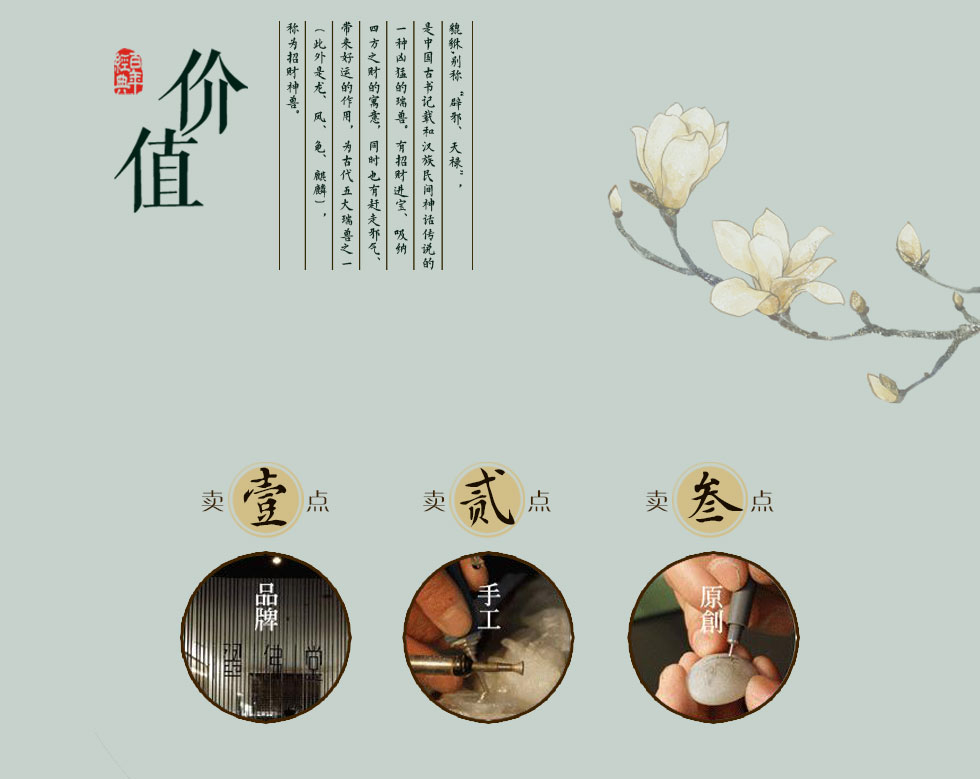 百年
經典
价值
貔貅，别称“辟邪、天禄”，
是中国古书记载和汉族民间神话传说的
一种凶猛的瑞兽。有招财进宝、吸纳
四方之财的寓意，同时也有赶走邪气、
带来好运的作用，为古代五大瑞兽之一
（此外是龙、凤、龟、麒麟），
称为招财神兽。
卖壹点
卖贰点
卖叁点
品牌
手工
原創
堂